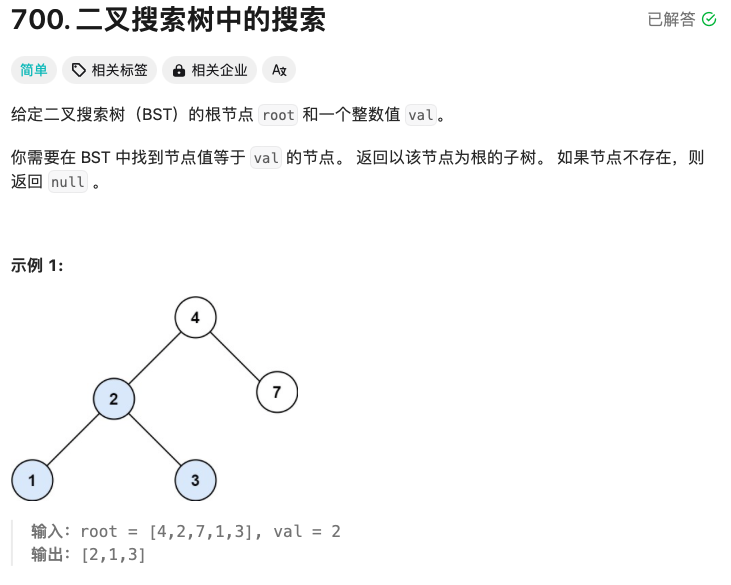 700. 二叉搜索树中的搜索
已解答
简单 相关标签 相关企业 Aあ
给定二叉搜索树（BST）的根节点 root 和一个整数值 val。
你需要在 BST 中找到节点值等于 val 的节点。 返回以该节点为根的子树。 如果节点不存在，则
返回 null 。
示例 1:
4
2
7
1
3
输入：root = [4,2,7,1,3], val = 2
输出：[2,1,3]